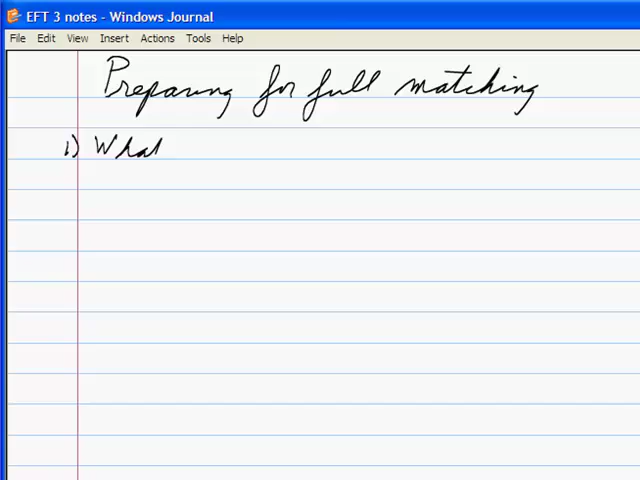 EFT 3 notes - Windows Journal
File Edit View Insert Actions Tools Help
Preparing for full matching
1) What